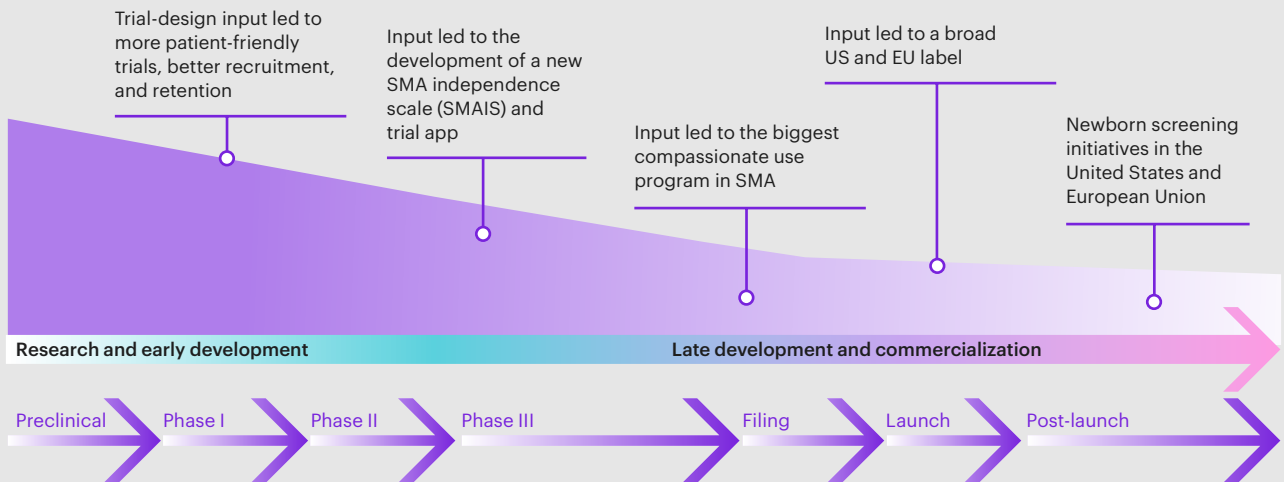 Trial-design input led to
more patient-friendly
trials, better recruitment,
and retention
Input led to the
development of a new
SMA independence
scale (SMAIS) and
trial app
Input led to the biggest
compassionate use
program in SMA
Input led to a broad
US and EU label
Newborn screening
initiatives in the
United States and
European Union
Research and early development
Late development and commercialization
Preclinical
Phase I
Phase II
Phase III
Filing
Launch
Post-launch